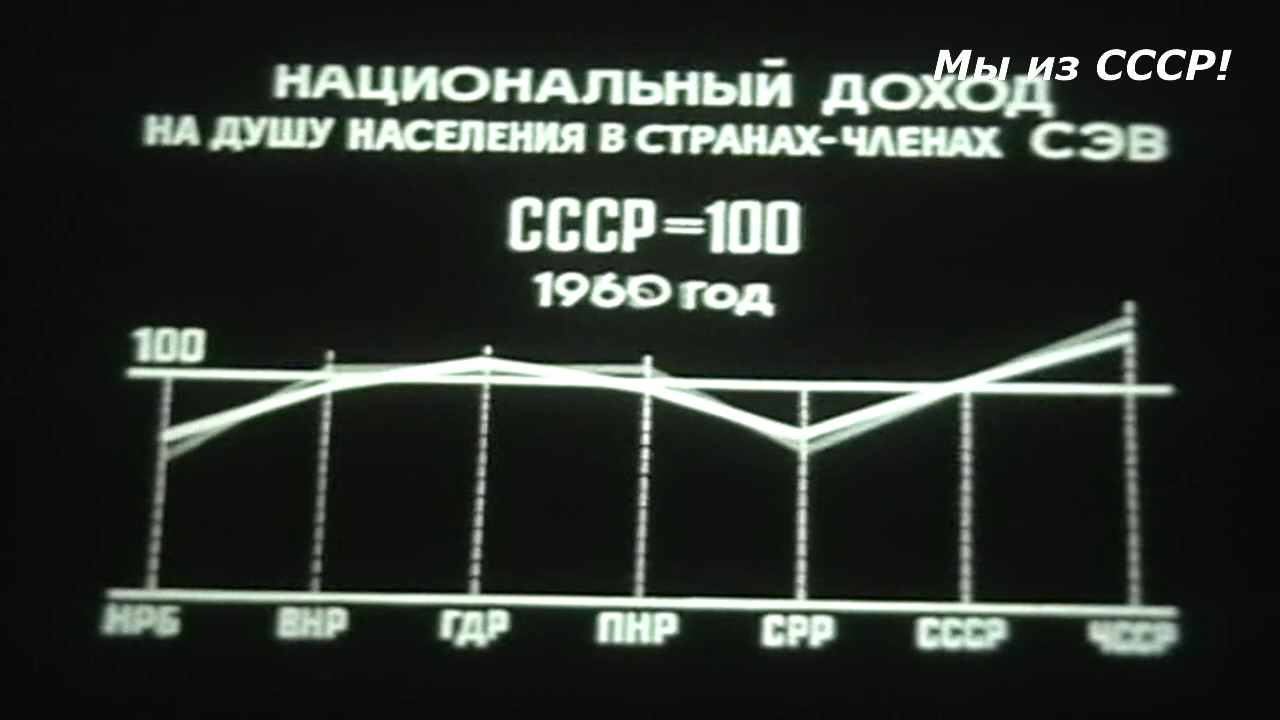 Мы из СССР!
НАЦИОНАЛЬНЫЙ ДОХОД
НА ДУШУ НАСЕЛЕНИЯ В СТРАНАХ-ЧЛЕНАХ СЭВ
СССР=100
1960 год
100
НРБ ВНР ГДР ПНР СРР СССР ЧССР